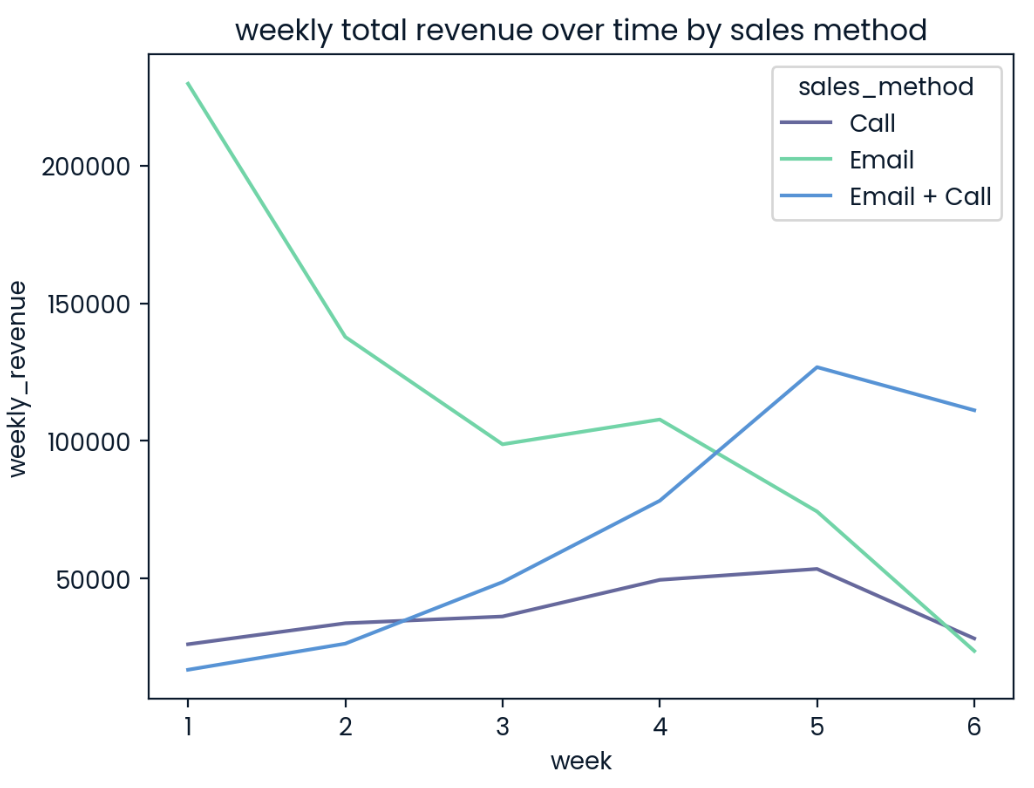 weekly total revenue over time by sales method
sales_method
Call
Email
Email + Call
weekly_revenue
200000
150000
100000
50000
1 2 3 4 5 6
week